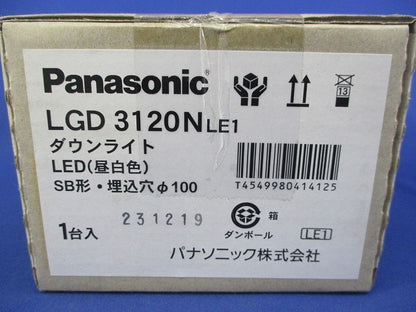 Panasonic®
LGD 3120N LE1
ダウンライト
LED(昼白色)
SB形・埋込穴φ100
T4549980414125
13
231219
1台入
箱
ダンボール
LE1
パナソニック株式会社